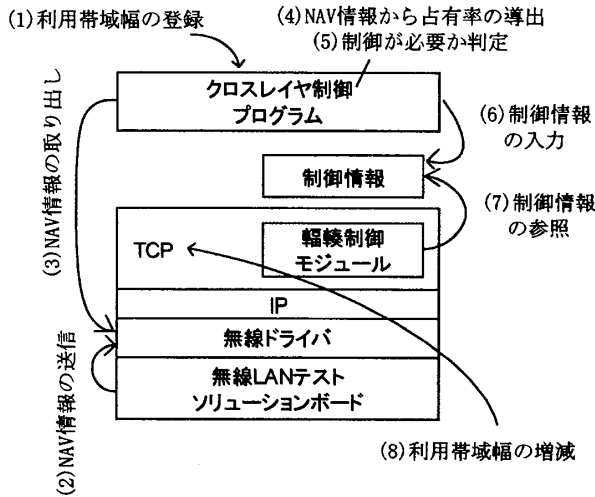 (1)利用帯域幅の登録
(4)NAV情報から占有率の導出
(5)制御が必要か判定
クロスレイヤ制御
プログラム
(3)NAV情報の取り出し
(6)制御情報
の入力
制御情報
(7)制御情報
の参照
TCP
輻輳制御
モジュール
IP
無線ドライバ
無線LANテスト
ソリューションボード
(2)NAV情報の送信
(8)利用帯域幅の増減